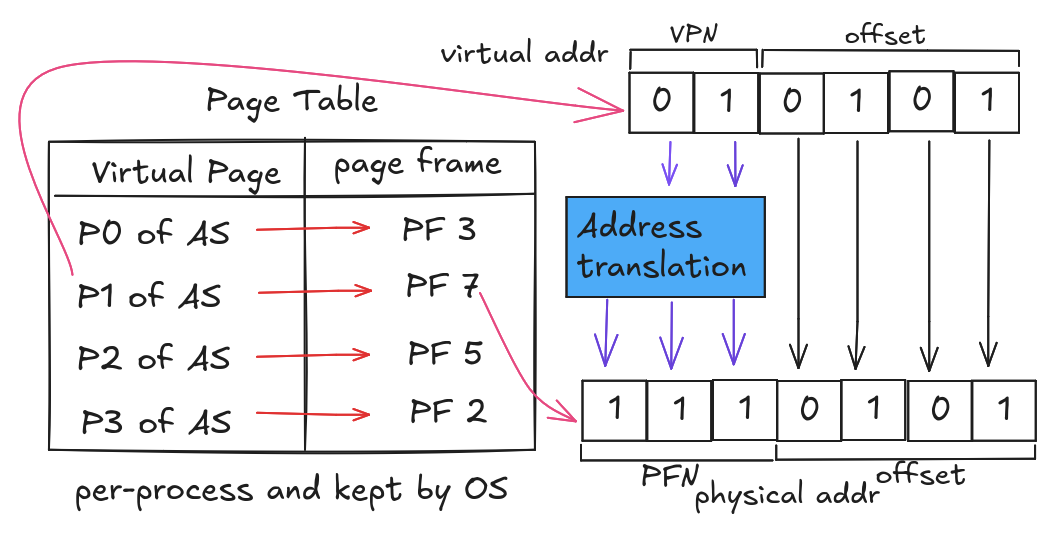 VPN
offset
virtual addr
0 1 0 1 0 1
Page Table
Virtual Page
page frame
P0 of AS
PF 3
P1 of AS
PF 7
P2 of AS
PF 5
P3 of AS
PF 2
per-process and kept by OS
Address
translation
1 1 1 0 1 0 1
PFN
offset
physical addr